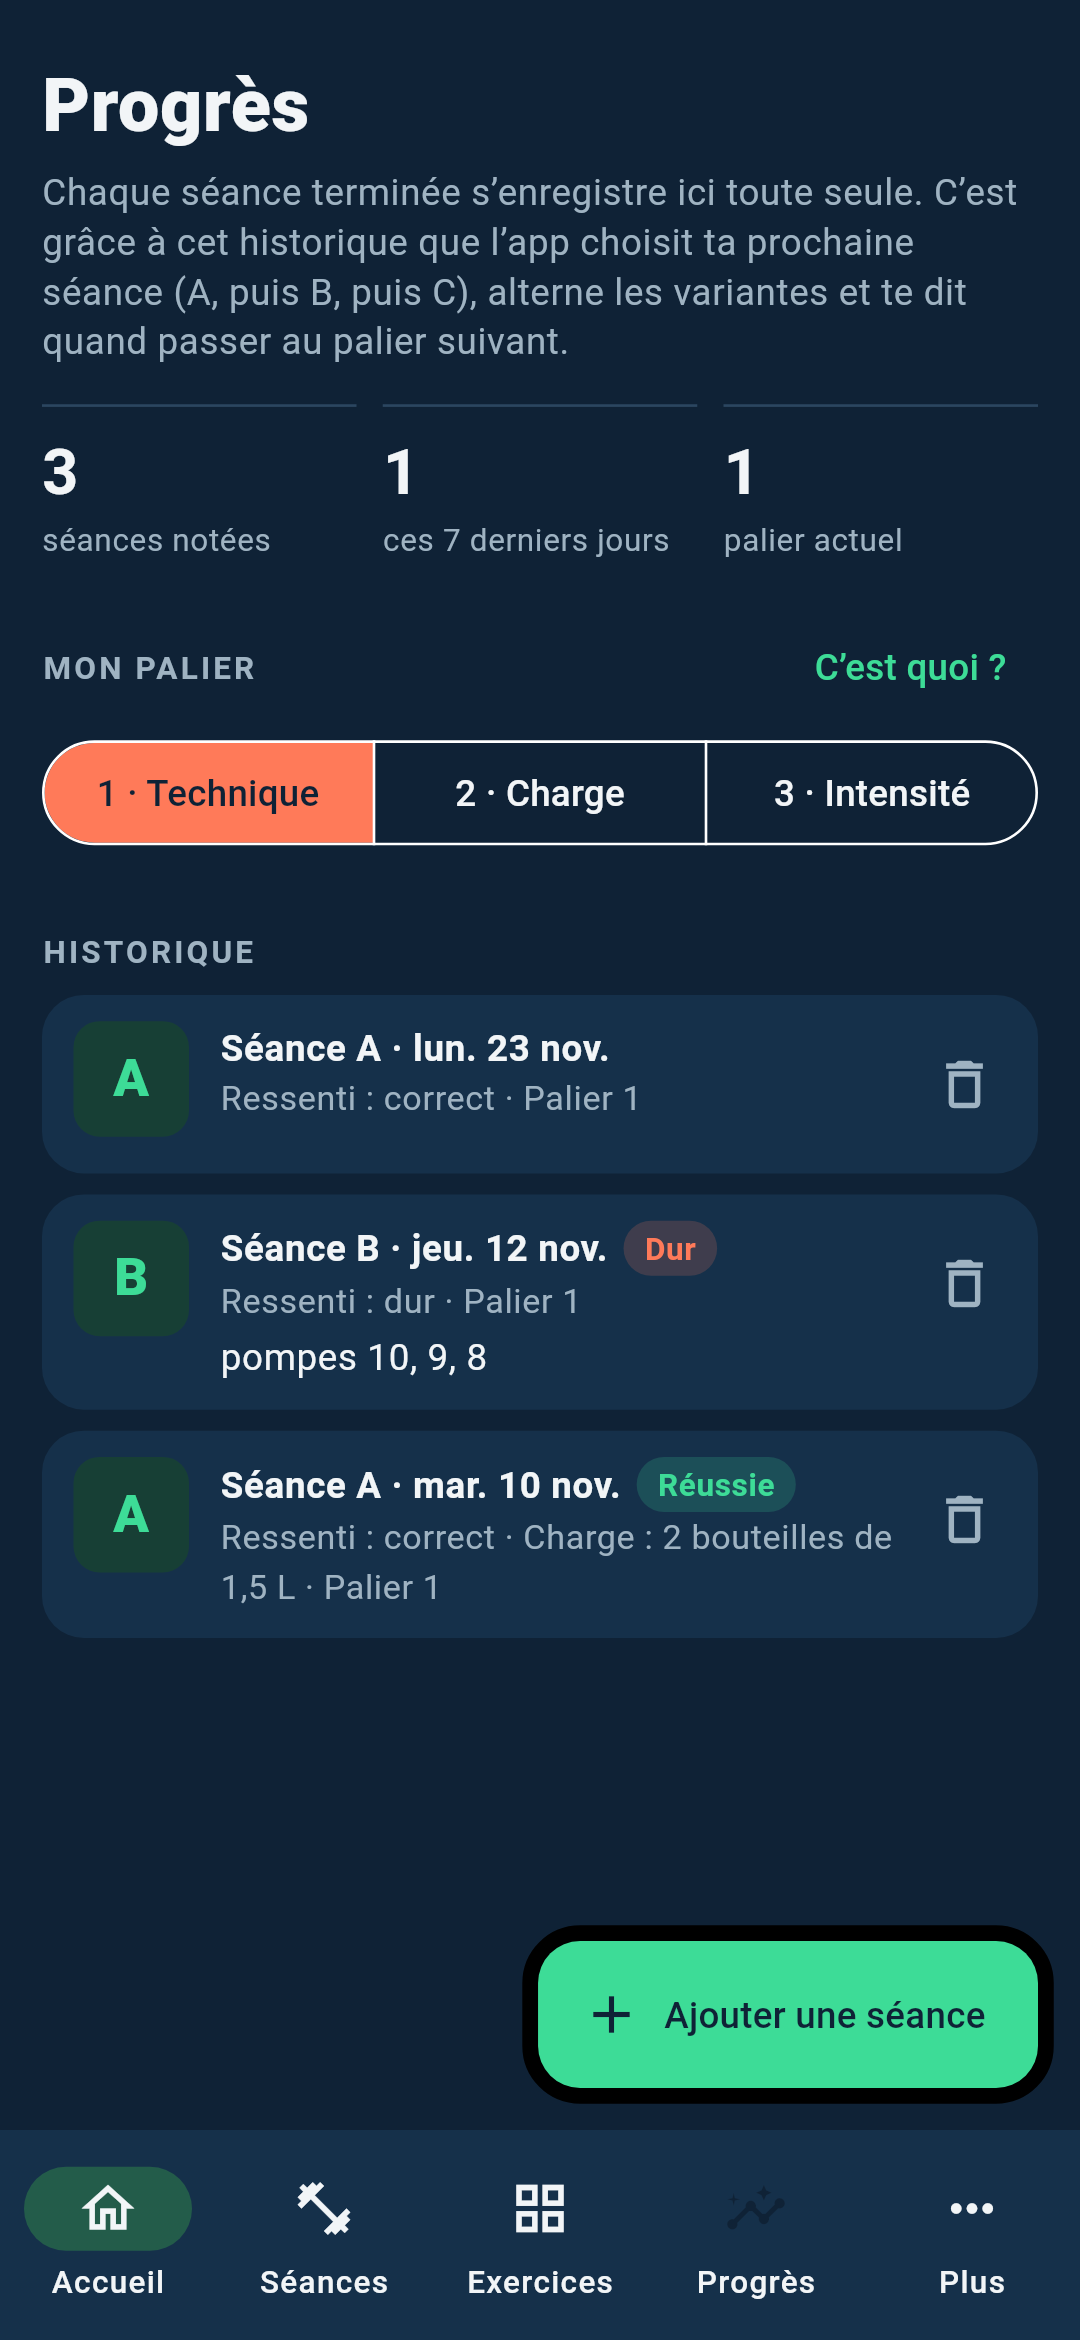 Progrès
Chaque séance terminée s’enregistre ici toute seule. C’est
grâce à cet historique que l’app choisit ta prochaine
séance (A, puis B, puis C), alterne les variantes et te dit
quand passer au palier suivant.
3
séances notées
1
ces 7 derniers jours
1
palier actuel
MON PALIER
C’est quoi ?
1 · Technique
2 · Charge
3 · Intensité
HISTORIQUE
A
Séance A · lun. 23 nov.
Ressenti : correct · Palier 1
B
Séance B · jeu. 12 nov.
Dur
Ressenti : dur · Palier 1
pompes 10, 9, 8
A
Séance A · mar. 10 nov.
Réussie
Ressenti : correct · Charge : 2 bouteilles de
1,5 L · Palier 1
Ajouter une séance
Accueil
Séances
Exercices
Progrès
Plus